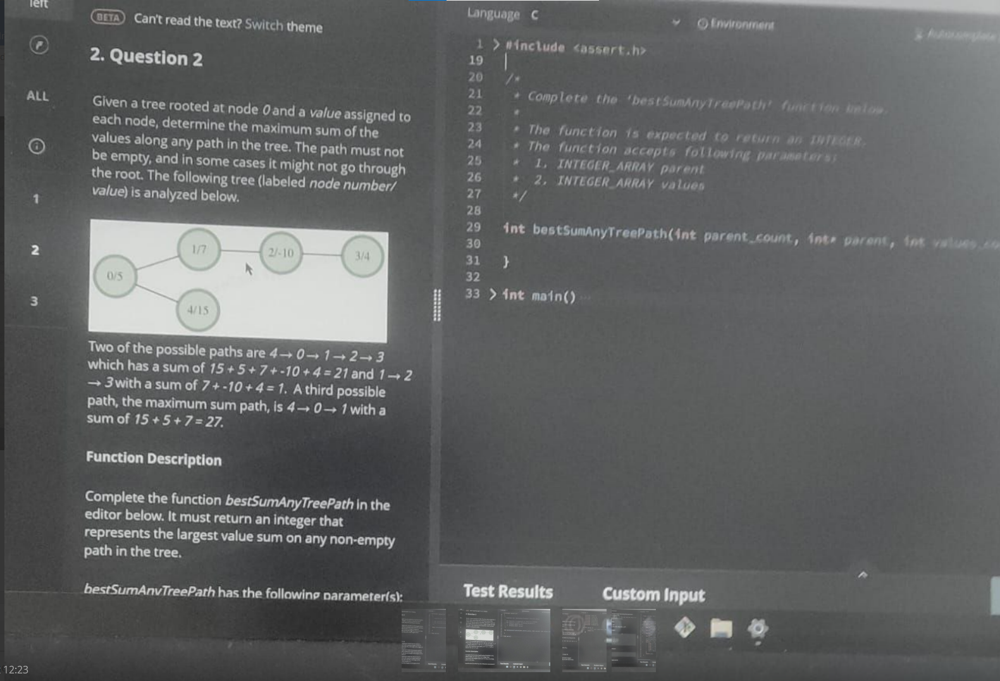 left
BETA Can't read the text? Switch theme
2. Question 2
ALL
1
2
3
Given a tree rooted at node 0 and a value assigned to
each node, determine the maximum sum of the
values along any path in the tree. The path must not
be empty, and in some cases it might not go through
the root. The following tree (labeled node number/
value) is analyzed below.
0/5
1/7
2/-10
3/4
4/15
Two of the possible paths are 4→ 0→ 1→ 2→ 3
which has a sum of 15 + 5 + 7 + -10 + 4 = 21 and 1→ 2
→ 3 with a sum of 7 + -10 + 4 = 1. A third possible
path, the maximum sum path, is 4→ 0→ 1 with a
sum of 15 + 5 + 7 = 27.
Function Description
Complete the function bestSumAnyTreePath in the
editor below. It must return an integer that
represents the largest value sum on any non-empty
path in the tree.
bestSumAnyTreePath has the following parameter(s):
Language C
Environment
Autocomplete
1 > #include <assert.h>
19
20 /*
21 * Complete the 'bestSumAnyTreePath' function below.
22 *
23 * The function is expected to return an INTEGER.
24 * The function accepts following parameters:
25 * 1. INTEGER_ARRAY parent
26 * 2. INTEGER_ARRAY values
27 */
28
29 int bestSumAnyTreePath(int parent_count, int* parent, int
30
31 }
32
33 > int main()
Test Results
Custom Input
12:23